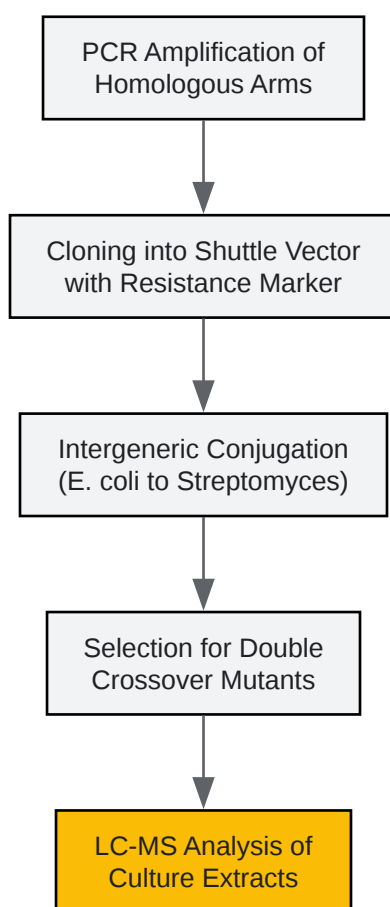 PCR Amplification of
Homologous Arms
Cloning into Shuttle Vector
with Resistance Marker
Intergeneric Conjugation
(E. coli to Streptomyces)
Selection for Double
Crossover Mutants
LC-MS Analysis of
Culture Extracts